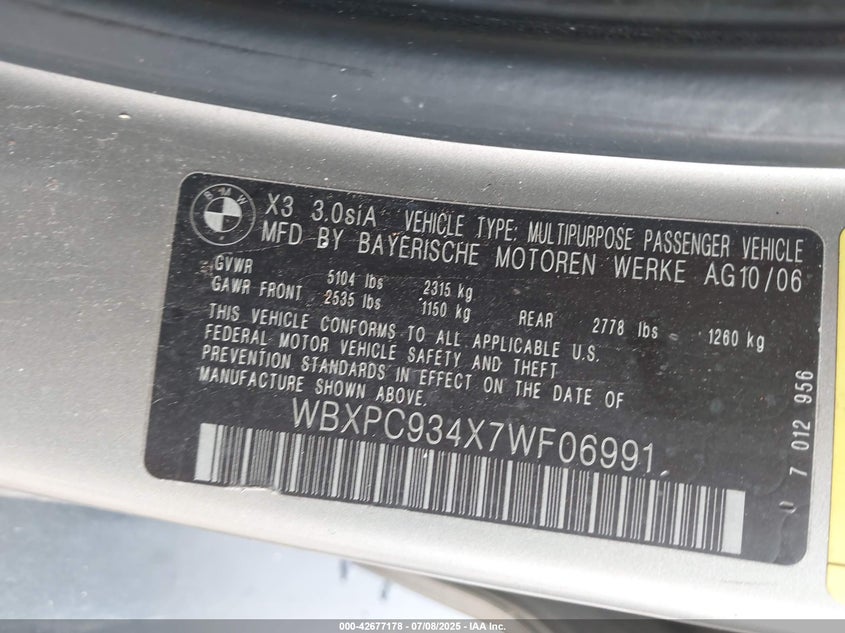 BMW
X3 3.0siA VEHICLE TYPE: MULTIPURPOSE PASSENGER VEHICLE
MFD BY BAYERISCHE MOTOREN WERKE AG10/06
GVWR 5104 lbs 2315 kg
GAWR FRONT 2535 lbs 1150 kg REAR 2778 lbs 1260 kg
THIS VEHICLE CONFORMS TO ALL APPLICABLE U.S.
FEDERAL MOTOR VEHICLE SAFETY AND THEFT
PREVENTION STANDARDS IN EFFECT ON THE DATE OF
MANUFACTURE SHOWN ABOVE.
WBXPC934X7WF06991
7 012 956
000-42677178 - 07/08/2025 - IAA, Inc.